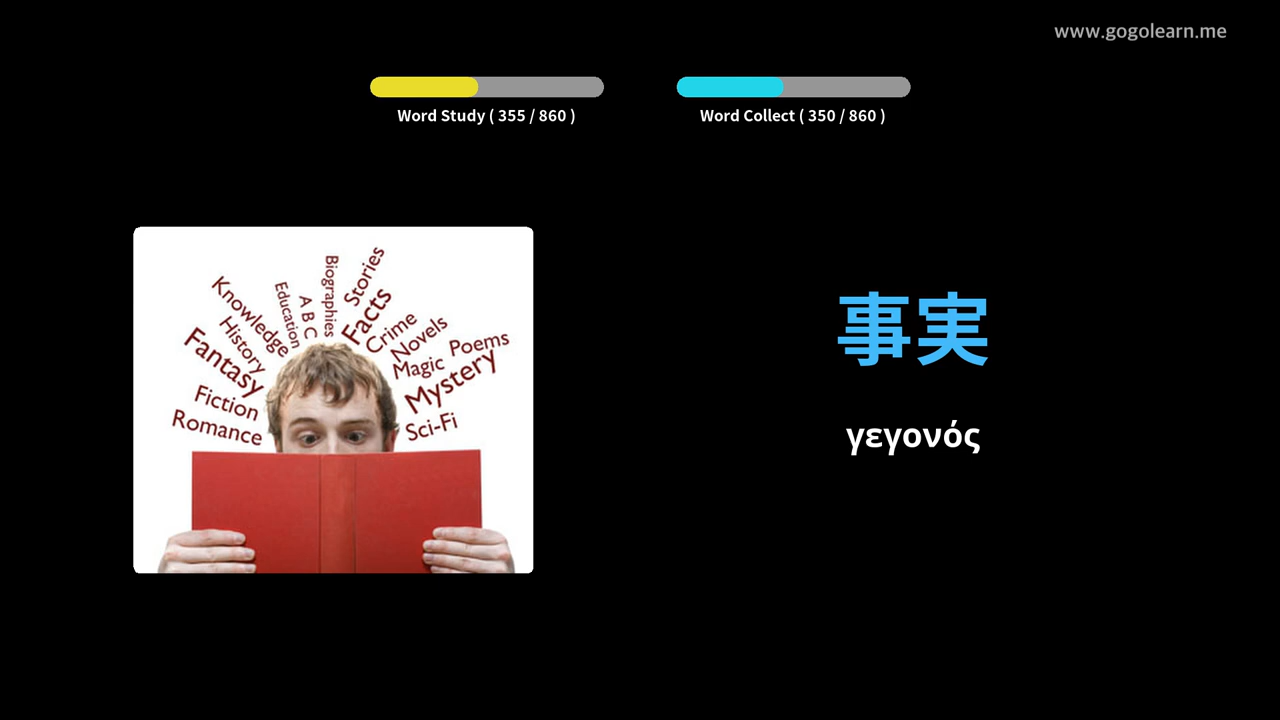 www.gogolearn.me
Word Study ( 355 / 860 )
Word Collect ( 350 / 860 )
Knowledge
History
Fantasy
Fiction
Romance
Education
A B C
Biographies
Stories
Facts
Crime
Novels
Magic
Poems
Mystery
Sci-Fi
事実
γεγονός